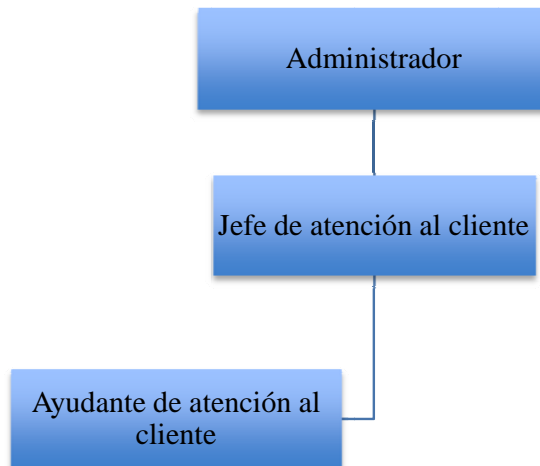 Administrador
Jefe de atención al cliente
Ayudante de atención al
cliente